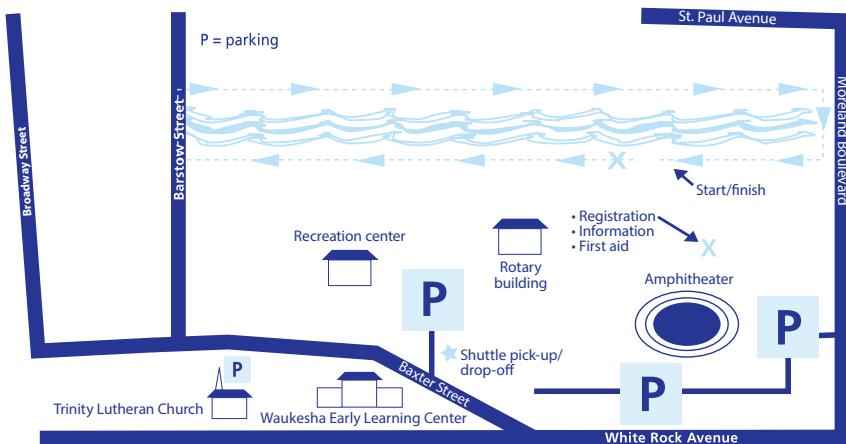 St. Paul Avenue
P = parking
Moreland Boulevard
Barstow Street
Broadway Street
X
Start/finish
• Registration
• Information
• First aid
X
Recreation center
Rotary
building
Amphitheater
P
P
Shuttle pick-up/
drop-off
P
P
Baxter Street
Trinity Lutheran Church
Waukesha Early Learning Center
White Rock Avenue